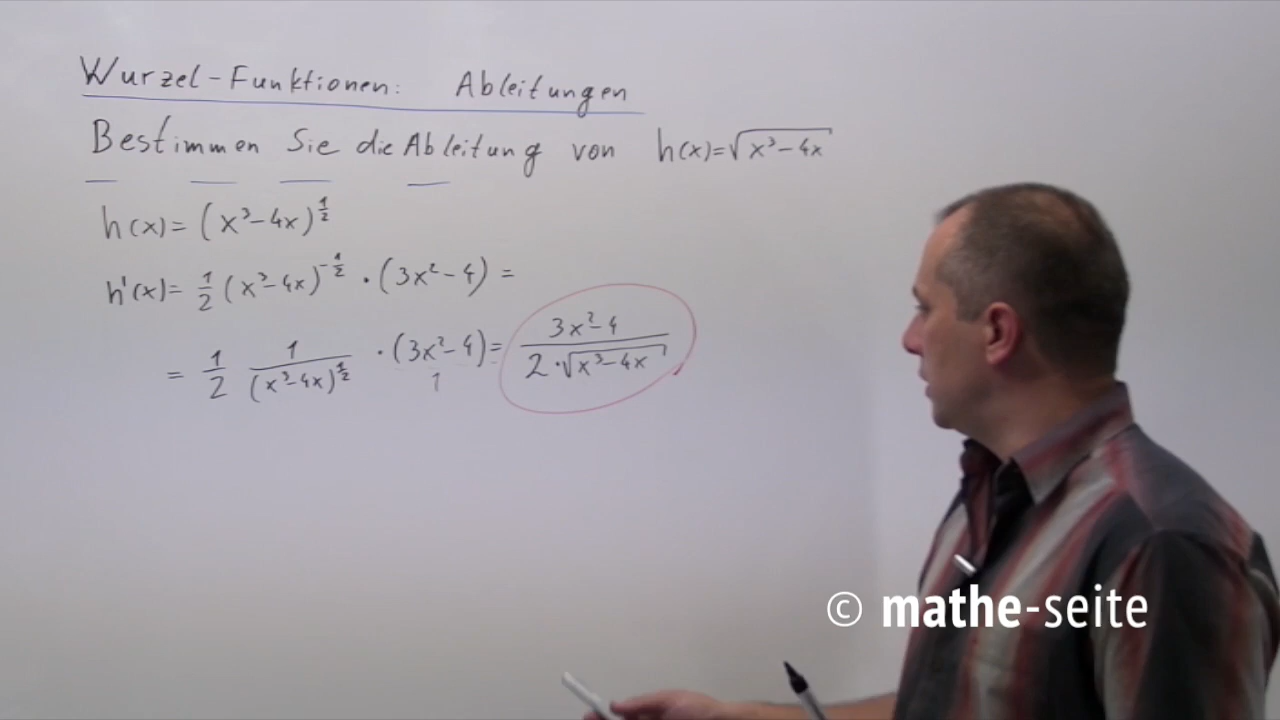 Wurzel-Funktionen: Ableitungen
Bestimmen Sie die Ableitung von h(x)=√(x³-4x)
h(x)= (x³-4x)^(1/2)
h'(x)= 1/2 (x³-4x)^(-1/2) · (3x²-4) =
= 1/2 1/(x³-4x)^(1/2) · (3x²-4)/1 = (3x²-4)/(2·√(x³-4x))
© mathe-seite